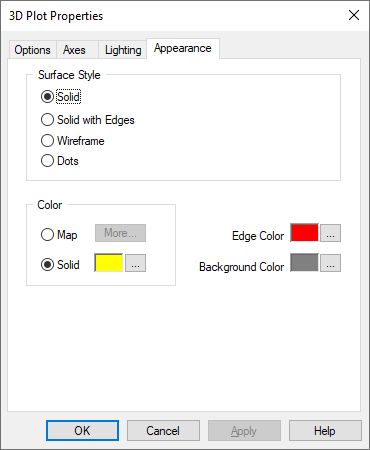 3D Plot Properties
Options Axes Lighting Appearance
Surface Style
Solid
Solid with Edges
Wireframe
Dots
Color
Map More... Edge Color ...
Solid ... Background Color ...
OK Cancel Apply Help